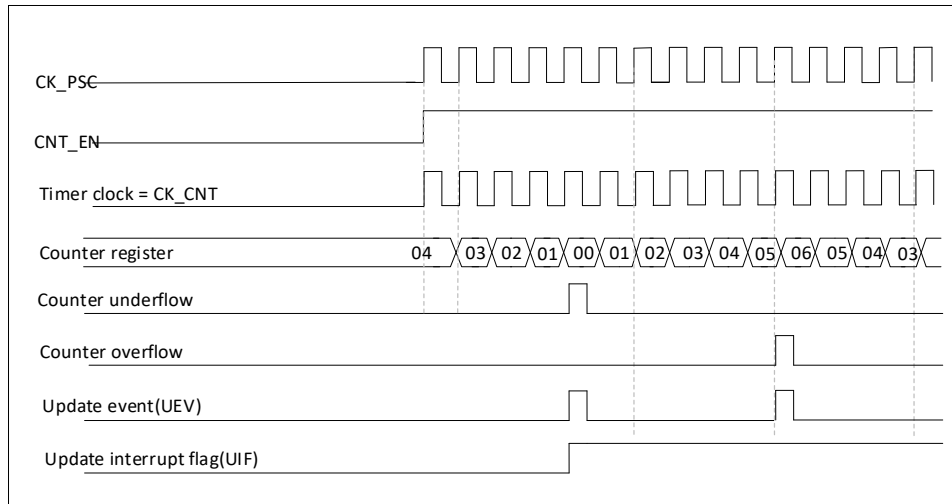 CK_PSC
CNT_EN
Timer clock = CK_CNT
Counter register 04 03 02 01 00 01 02 03 04 05 06 05 04 03
Counter underflow
Counter overflow
Update event(UEV)
Update interrupt flag(UIF)